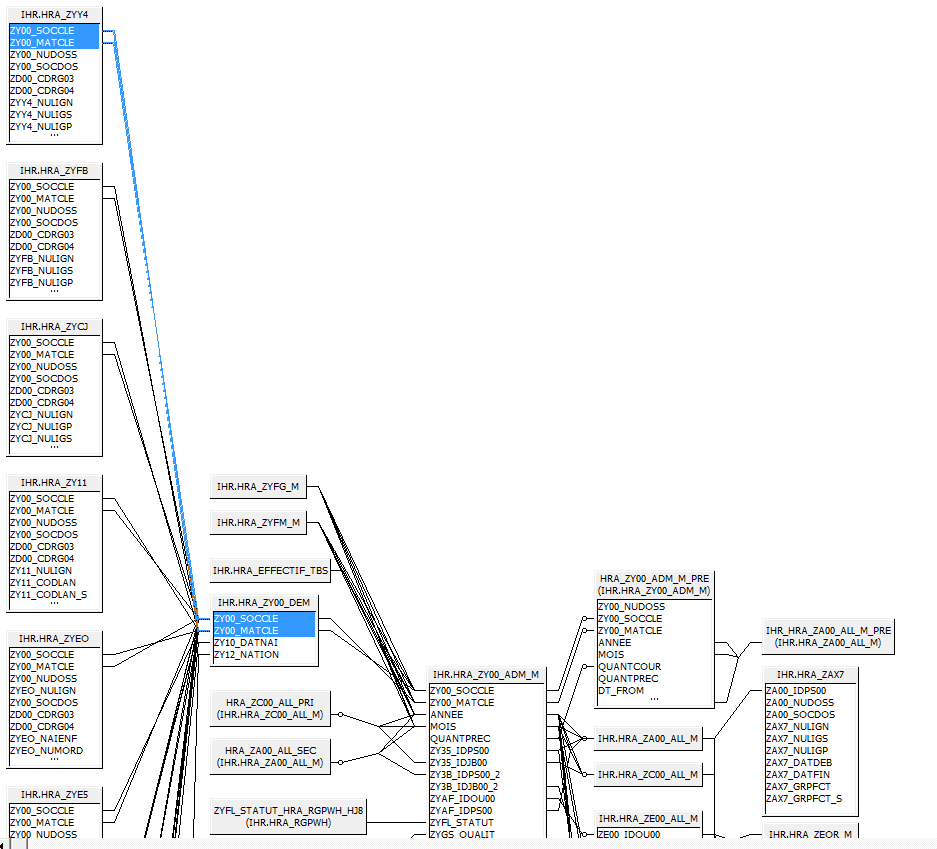 IHR.HRA_ZYY4
ZY00_SOCCLE
ZY00_MATCLE
ZY00_NUDOSS
ZY00_SOCDOS
ZD00_CDRG03
ZD00_CDRG04
ZYY4_NULIGN
ZYY4_NULIGS
ZYY4_NULIGP
...
IHR.HRA_ZYFB
ZY00_SOCCLE
ZY00_MATCLE
ZY00_NUDOSS
ZY00_SOCDOS
ZD00_CDRG03
ZD00_CDRG04
ZYFB_NULIGN
ZYFB_NULIGS
ZYFB_NULIGP
...
IHR.HRA_ZYCJ
ZY00_SOCCLE
ZY00_MATCLE
ZY00_NUDOSS
ZY00_SOCDOS
ZD00_CDRG03
ZD00_CDRG04
ZYCJ_NULIGN
ZYCJ_NULIGP
ZYCJ_NULIGS
...
IHR.HRA_ZY11
ZY00_SOCCLE
ZY00_MATCLE
ZY00_NUDOSS
ZY00_SOCDOS
ZD00_CDRG03
ZD00_CDRG04
ZY11_NULIGN
ZY11_CODLAN
ZY11_CODLAN_S
...
IHR.HRA_ZYEO
ZY00_SOCCLE
ZY00_MATCLE
ZY00_NUDOSS
ZYEO_NULIGN
ZY00_SOCDOS
ZD00_CDRG03
ZD00_CDRG04
ZYEO_NAIENF
ZYEO_NUMORD
...
IHR.HRA_ZYES
ZY00_SOCCLE
ZY00_MATCLE
ZY00_NUDOSS
IHR.HRA_ZYFG_M
IHR.HRA_ZYFM_M
IHR.HRA_EFFECTIF_TBS
IHR.HRA_ZY00_DEM
ZY00_SOCCLE
ZY00_MATCLE
ZY10_DATNAI
ZY12_NATION
HRA_ZC00_ALL_PRI
(IHR.HRA_ZC00_ALL_M)
HRA_ZA00_ALL_SEC
(IHR.HRA_ZA00_ALL_M)
ZYFL_STATUT_HRA_RGPWH_HJ8
(IHR.HRA_RGPWH)
IHR.HRA_ZY00_ADM_M
ZY00_SOCCLE
ZY00_MATCLE
ANNEE
MOIS
QUANTPREC
ZY35_IDPS00
ZY35_IDJB00
ZY3B_IDPS00_2
ZY3B_IDJB00_2
ZYAF_IDOU00
ZYAF_IDPS00
ZYFL_STATUT
ZYGS_QUALIT
HRA_ZY00_ADM_M_PRE
(IHR.HRA_ZY00_ADM_M)
ZY00_NUDOSS
ZY00_SOCCLE
ZY00_MATCLE
ANNEE
MOIS
QUANTCOUR
QUANTPREC
DT_FROM
...
IHR.HRA_ZA00_ALL_M
IHR.HRA_ZC00_ALL_M
IHR.HRA_ZE00_ALL_M
ZE00_IDOU00
IHR_HRA_ZA00_ALL_M_PRE
(IHR.HRA_ZA00_ALL_M)
IHR.HRA_ZAX7
ZA00_IDPS00
ZA00_NUDOSS
ZA00_SOCDOS
ZAX7_NULIGN
ZAX7_NULIGS
ZAX7_NULIGP
ZAX7_DATDEB
ZAX7_DATFIN
ZAX7_GRPFCT
ZAX7_GRPFCT_S
IHR.HRA_ZEOR_M